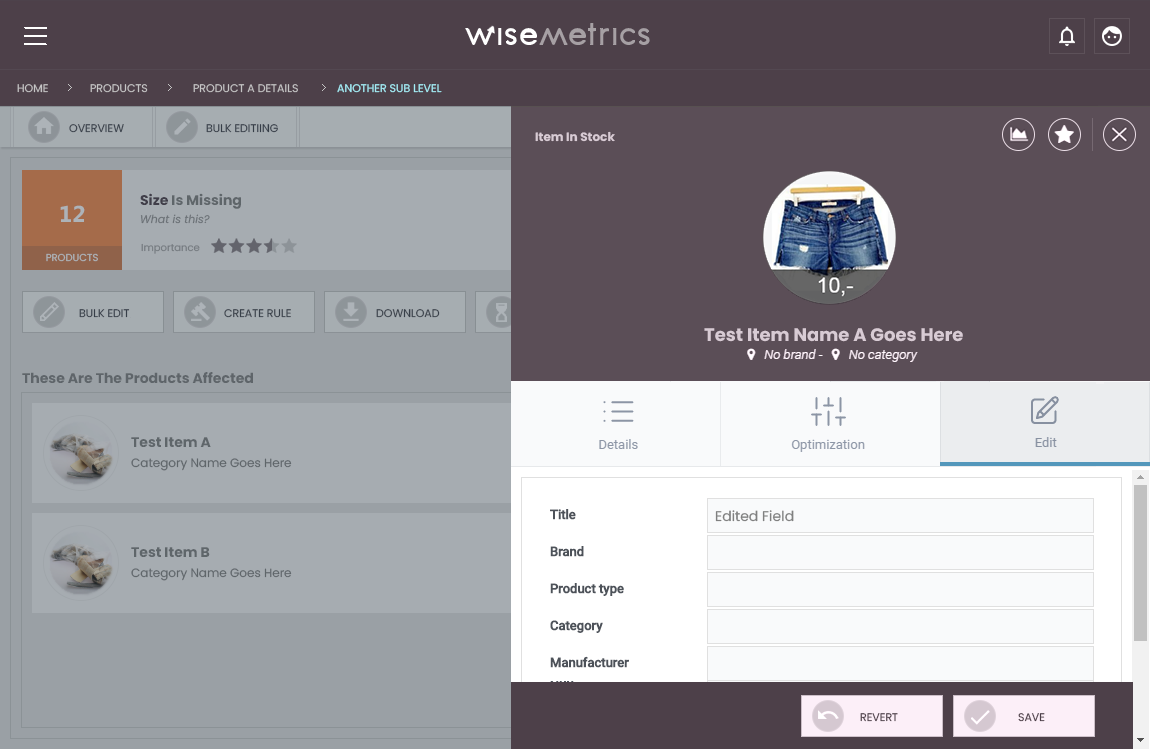 wisemetrics
HOME
PRODUCTS
PRODUCT A DETAILS
ANOTHER SUB LEVEL
OVERVIEW
BULK EDITIING
12
PRODUCTS
Size Is Missing
What is this?
Importance
BULK EDIT
CREATE RULE
DOWNLOAD
These Are The Products Affected
Test Item A
Category Name Goes Here
Test Item B
Category Name Goes Here
Item In Stock
10,-
Test Item Name A Goes Here
No brand - No category
Details
Optimization
Edit
Title
Edited Field
Brand
Product type
Category
Manufacturer
REVERT
SAVE